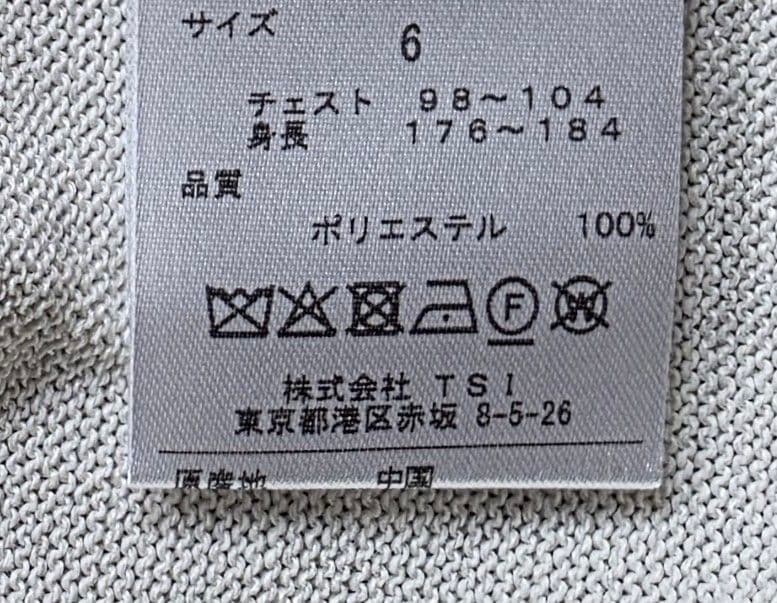 サイズ
6
チェスト 98～104
身長 176～184
品質
ポリエステル 100%
F
W
株式会社 TSI
東京都港区赤坂 8-5-26
原産地 中国